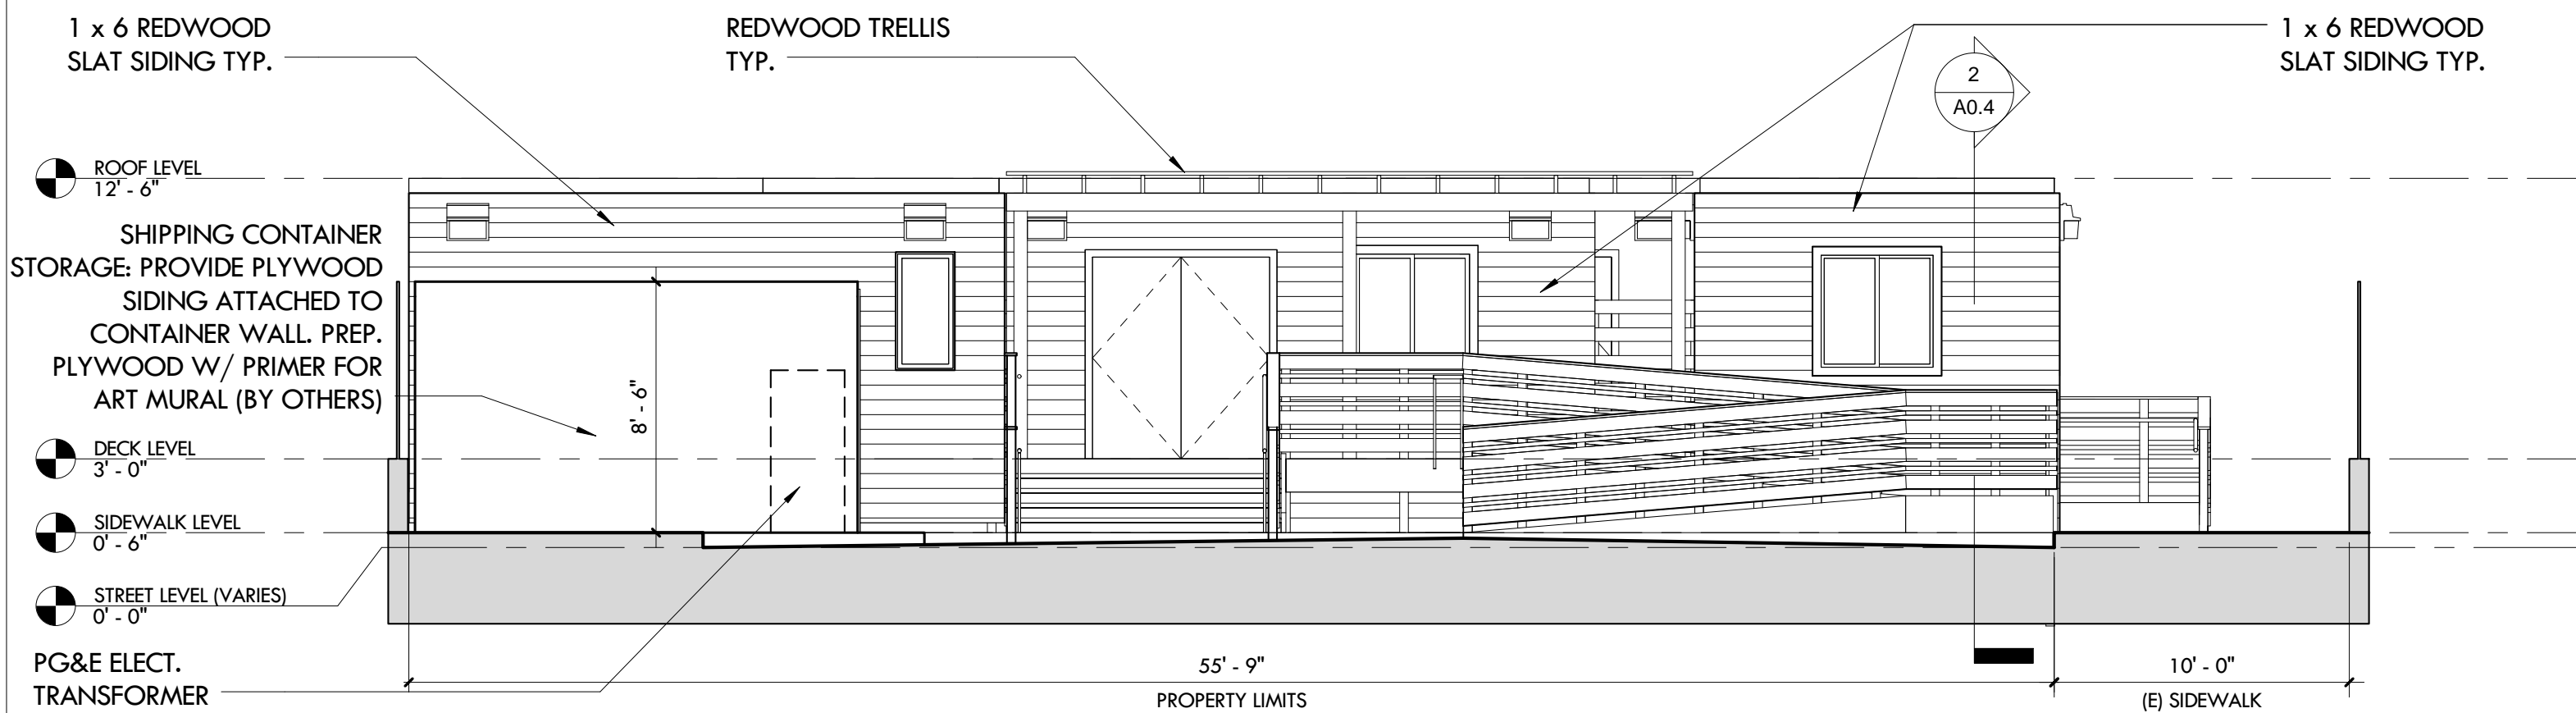 1 x 6 REDWOOD
SLAT SIDING TYP.
REDWOOD TRELLIS
TYP.
1 x 6 REDWOOD
SLAT SIDING TYP.
2
A0.4
ROOF LEVEL
12' - 6"
SHIPPING CONTAINER
STORAGE: PROVIDE PLYWOOD
SIDING ATTACHED TO
CONTAINER WALL. PREP.
PLYWOOD W/ PRIMER FOR
ART MURAL (BY OTHERS)
8' - 6"
DECK LEVEL
3' - 0"
SIDEWALK LEVEL
0' - 6"
STREET LEVEL (VARIES)
0' - 0"
PG&E ELECT.
TRANSFORMER
55' - 9"
PROPERTY LIMITS
10' - 0"
(E) SIDEWALK